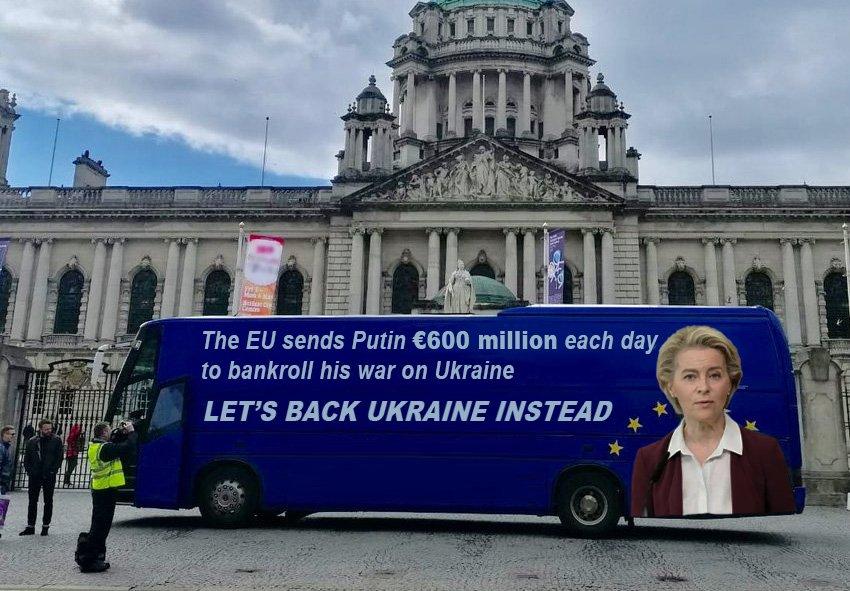 The EU sends Putin €600 million each day
to bankroll his war on Ukraine
LET'S BACK UKRAINE INSTEAD